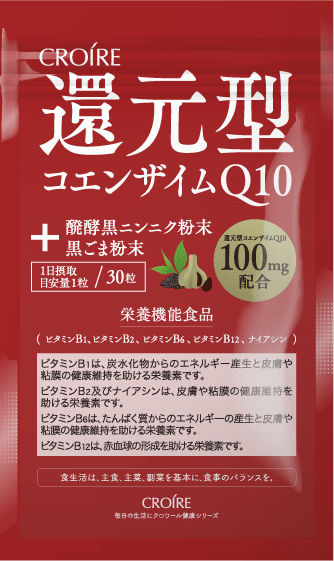 CROIRE
還元型
コエンザイムQ10
+
醗酵黒ニンニク粉末
黒ごま粉末
1日摂取
目安量1粒 / 30粒
還元型コエンザイムQ10
100mg
配合
栄養機能食品
( ビタミンB1、ビタミンB2 、ビタミンB6 、ビタミンB12 、ナイアシン )
ビタミンB1は、炭水化物からのエネルギー産生と皮膚や
粘膜の健康維持を助ける栄養素です。
ビタミンB2及びナイアシンは、皮膚や粘膜の健康維持を
助ける栄養素です。
ビタミンB6は、たんぱく質からのエネルギーの産生と皮膚や
粘膜の健康維持を助ける栄養素です。
ビタミンB12は、赤血球の形成を助ける栄養素です。
食生活は、主食、主菜、副菜を基本に、食事のバランスを。
CROIRE
毎日の生活にクロワール健康シリーズ